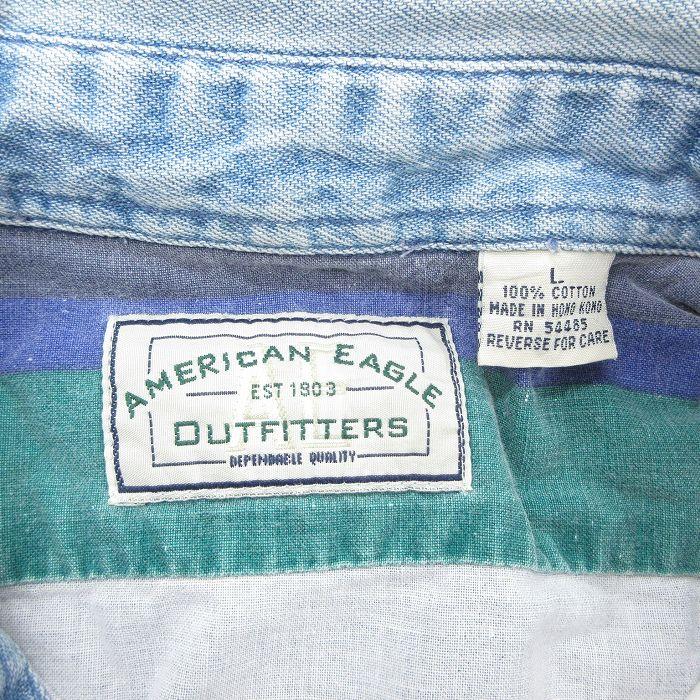 AMERICAN EAGLE
EST 1803
AE
OUTFITTERS
DEPENDABLE QUALITY
L
100% COTTON
MADE IN HONG KONG
RN 54485
REVERSE FOR CARE